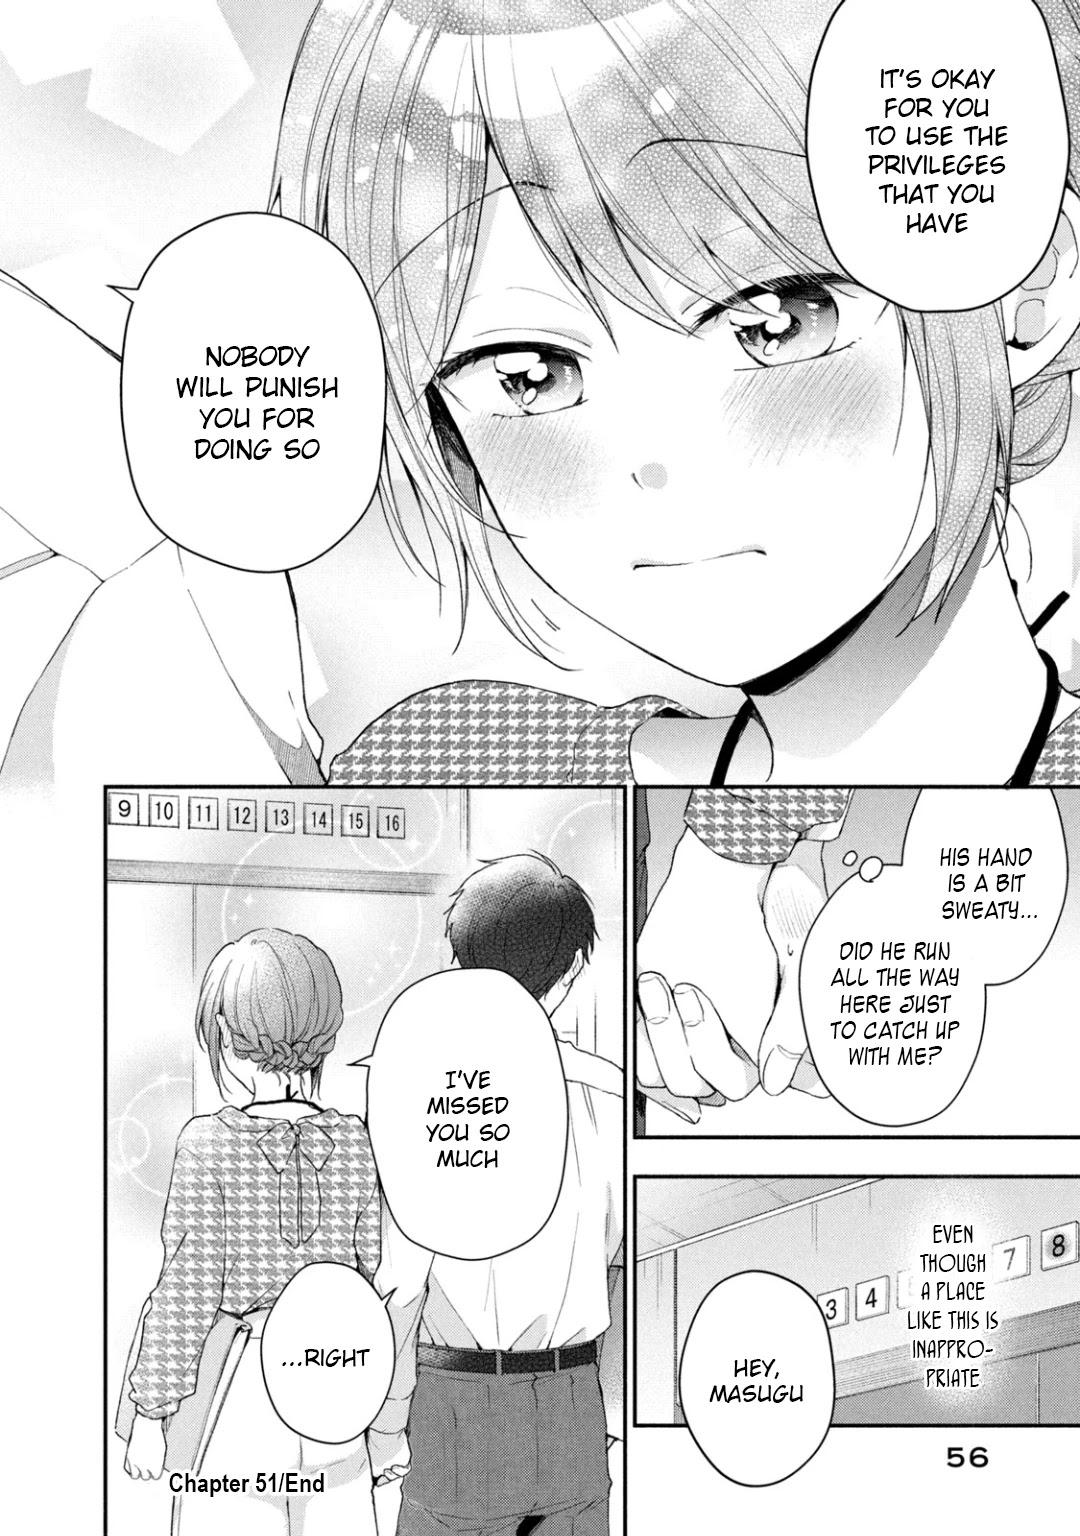 IT'S OKAY
FOR YOU
TO USE THE
PRIVILEGES
THAT YOU
HAVE
NOBODY
WILL PUNISH
YOU FOR
DOING SO
HIS HAND
IS A BIT
SWEATY...
DID HE RUN
ALL THE WAY
HERE JUST
TO CATCH UP
WITH ME?
9 10 11 12 13 14 15 16
I'VE
MISSED
YOU SO
MUCH
...RIGHT
Chapter 51/End
EVEN
THOUGH
A PLACE
LIKE THIS IS
INAPPRO-
PRIATE
3 4 7 8
HEY,
MASUGU
56